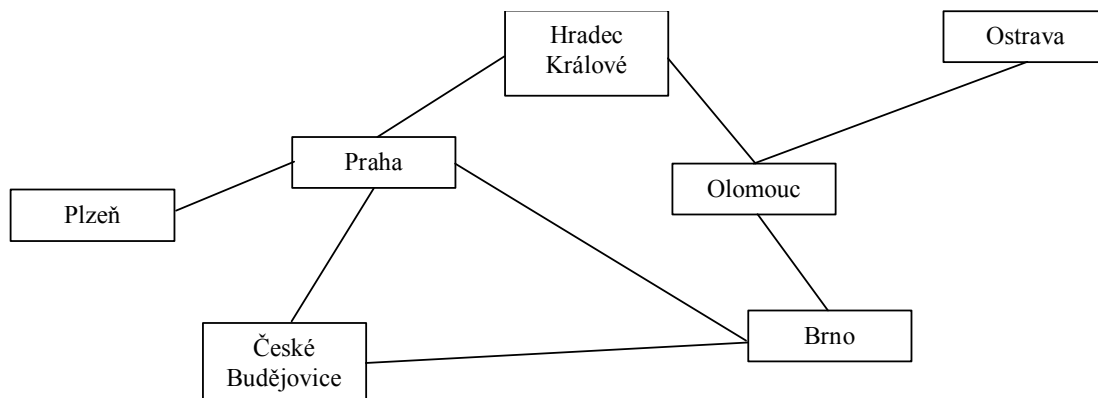 Hradec
Králové
Ostrava
Praha
Olomouc
Plzeň
Brno
České
Budějovice